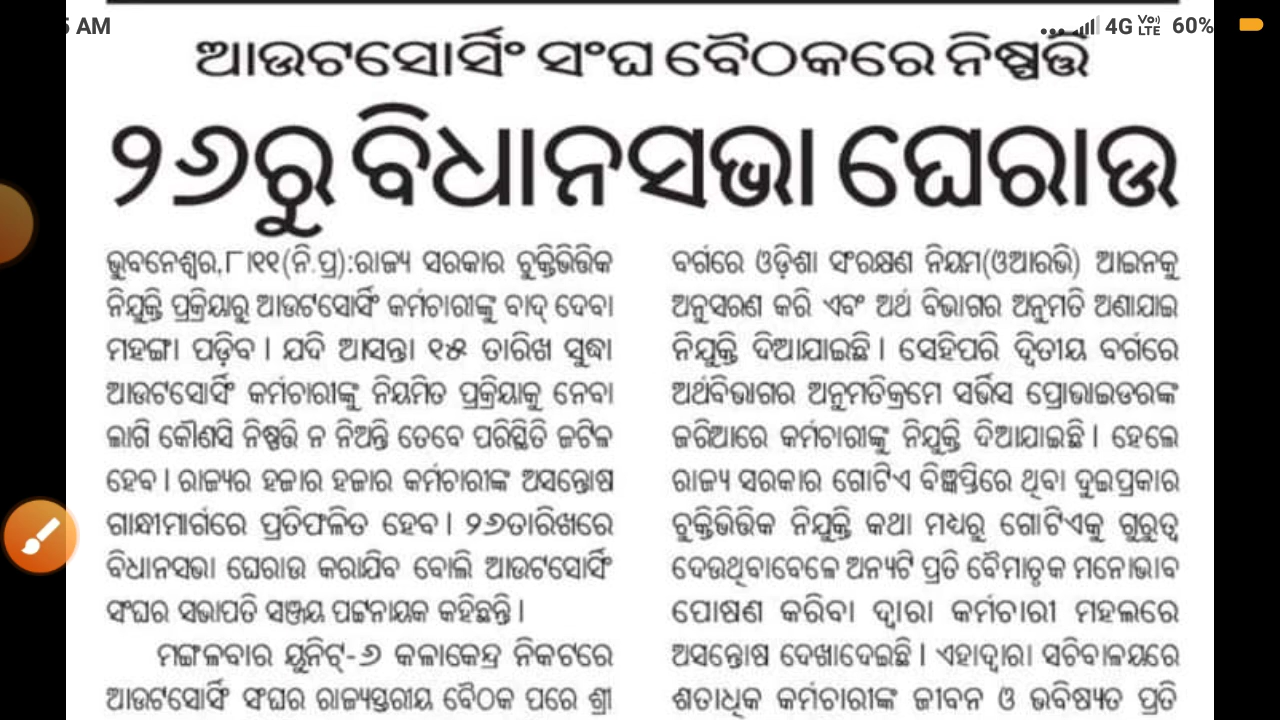 5 AM
4G Vo) LTE 60%
ଆଉଟସୋର୍ସିଂ ସଂଘ ବୈଠକରେ ନିଷ୍ପତ୍ତି
୨୬ରୁ ବିଧାନସଭା ଘେରାଉ
ଭୁବନେଶ୍ୱର,୮।୧୧(ନି.ପ୍ର):ରାଜ୍ୟ ସରକାର ଚୁକ୍ତିଭିତ୍ତିକ
ନିଯୁକ୍ତି ପ୍ରକ୍ରିୟାରୁ ଆଉଟସୋର୍ସିଂ କର୍ମଚାରୀଙ୍କୁ ବାଦ୍ ଦେବା
ମହଙ୍ଗା ପଡ଼ିବ। ଯଦି ଆସନ୍ତା ୧୫ ତାରିଖ ସୁଦ୍ଧା
ଆଉଟସୋର୍ସିଂ କର୍ମଚାରୀଙ୍କୁ ନିୟମିତ ପ୍ରକ୍ରିୟାକୁ ନେବା
ଲାଗି କୌଣସି ନିଷ୍ପତ୍ତି ନ ନିଅନ୍ତି ତେବେ ପରିସ୍ଥିତି ଜଟିଳ
ହେବ। ରାଜ୍ୟର ହଜାର ହଜାର କର୍ମଚାରୀଙ୍କ ଅସନ୍ତୋଷ
ଗାନ୍ଧୀମାର୍ଗରେ ପ୍ରତିଫଳିତ ହେବ। ୨୬ତାରିଖରେ
ବିଧାନସଭା ଘେରାଉ କରାଯିବ ବୋଲି ଆଉଟସୋର୍ସିଂ
ସଂଘର ସଭାପତି ସଞ୍ଜୟ ପଟ୍ଟନାୟକ କହିଛନ୍ତି।
ମଙ୍ଗଳବାର ୟୁନିଟ୍-୬ କଳାକେନ୍ଦ୍ର ନିକଟରେ
ଆଉଟସୋର୍ସିଂ ସଂଘର ରାଜ୍ୟସ୍ତରୀୟ ବୈଠକ ପରେ ଶ୍ରୀ
ବର୍ଗରେ ଓଡ଼ିଶା ସଂରକ୍ଷଣ ନିୟମ(ଓଆରଭି) ଆଇନକୁ
ଅନୁସରଣ କରି ଏବଂ ଅର୍ଥ ବିଭାଗର ଅନୁମତି ଅଣାଯାଇ
ନିଯୁକ୍ତି ଦିଆଯାଇଛି। ସେହିପରି ଦ୍ୱିତୀୟ ବର୍ଗରେ
ଅର୍ଥବିଭାଗର ଅନୁମତିକ୍ରମେ ସର୍ଭିସ ପ୍ରୋଭାଇଡରଙ୍କ
ଜରିଆରେ କର୍ମଚାରୀଙ୍କୁ ନିଯୁକ୍ତି ଦିଆଯାଇଛି। ହେଲେ
ରାଜ୍ୟ ସରକାର ଗୋଟିଏ ବିଜ୍ଞପ୍ତିରେ ଥିବା ଦୁଇପ୍ରକାର
ଚୁକ୍ତିଭିତ୍ତିକ ନିଯୁକ୍ତି କଥା ମଧ୍ୟରୁ ଗୋଟିଏକୁ ଗୁରୁତ୍ୱ
ଦେଉଥିବାବେଳେ ଅନ୍ୟଟି ପ୍ରତି ବୈମାତୃକ ମନୋଭାବ
ପୋଷଣ କରିବା ଦ୍ୱାରା କର୍ମଚାରୀ ମହଲରେ
ଅସନ୍ତୋଷ ଦେଖାଦେଇଛି। ଏହାଦ୍ୱାରା ସଚିବାଳୟରେ
ଶତାଧିକ କର୍ମଚାରୀଙ୍କ ଜୀବନ ଓ ଭବିଷ୍ୟତ ପ୍ରତି